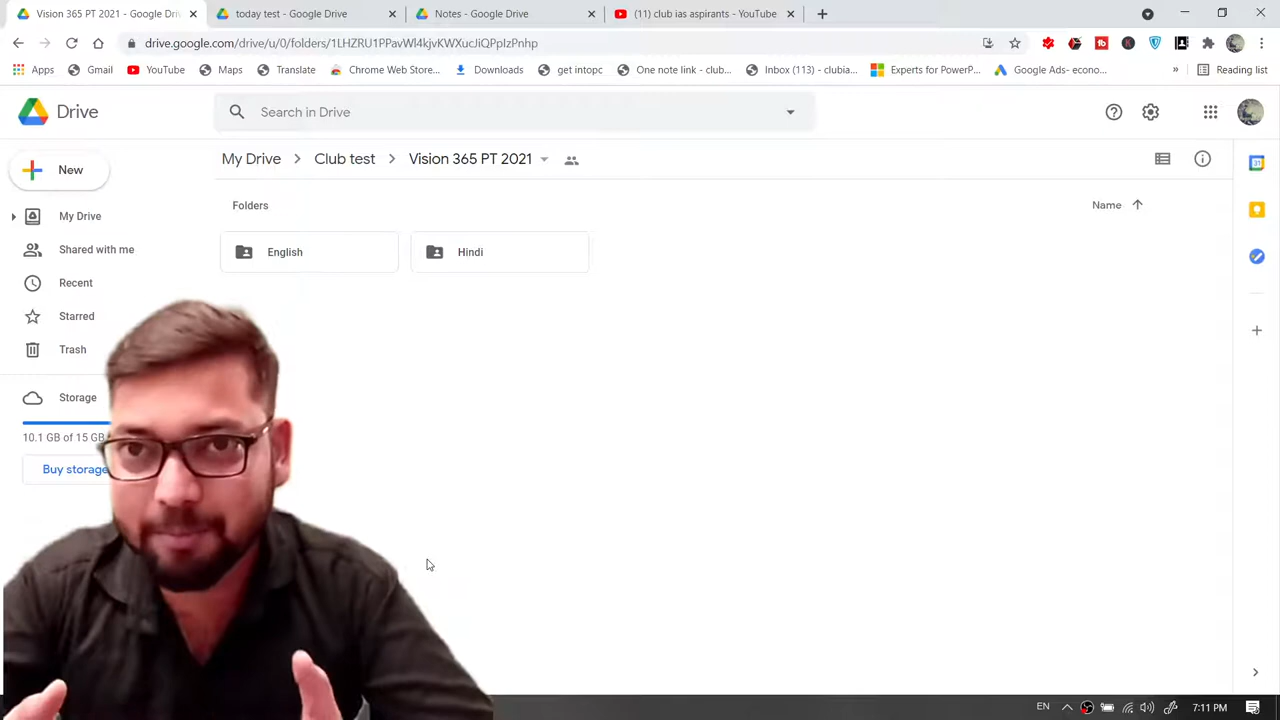 Vision 365 PT 2021 - Google Driv
today test - Google Drive
Notes - Google Drive
(11) club ias aspirants - YouTube
drive.google.com/drive/u/0/folders/1LHZRU1PPavWl4kjvKWXucJiQPpIzPnhp
Apps
Gmail
YouTube
Maps
Translate
Chrome Web Store...
Downloads
get intopc
One note link - club...
Inbox (113) - clubia...
Experts for PowerP...
Google Ads- econo...
»
Reading list
Drive
Search in Drive
New
My Drive > Club test > Vision 365 PT 2021
Folders
Name
English
Hindi
My Drive
Shared with me
Recent
Starred
Trash
Storage
10.1 GB of 15 GB
Buy storage
31
EN
7:11 PM